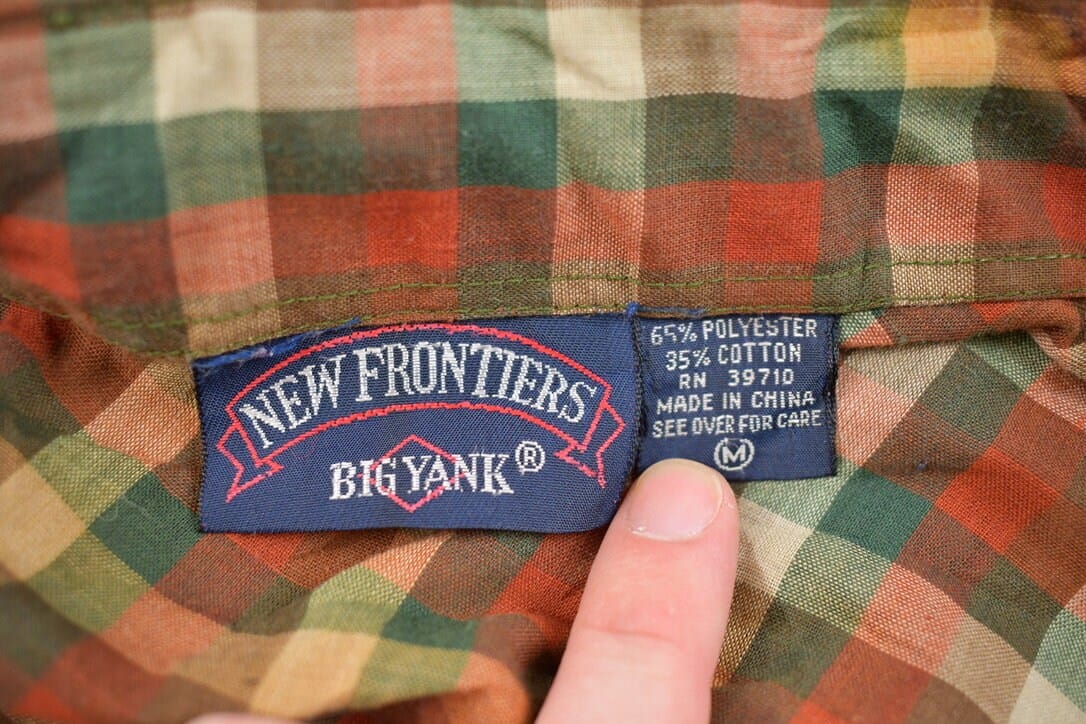 NEW FRONTIERS
BIG YANK®
65% POLYESTER
35% COTTON
RN 39710
MADE IN CHINA
SEE OVER FOR CARE
M